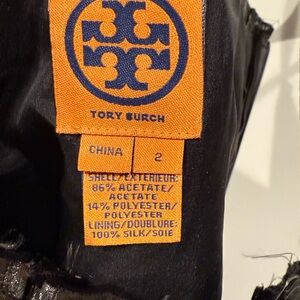 TORY BURCH
CHINA 2
SHELL/EXTERIEUR:
86% ACETATE/
ACETATE
14% POLYESTER/
POLYESTER
LINING/DOUBLURE:
100% SILK/SOIE